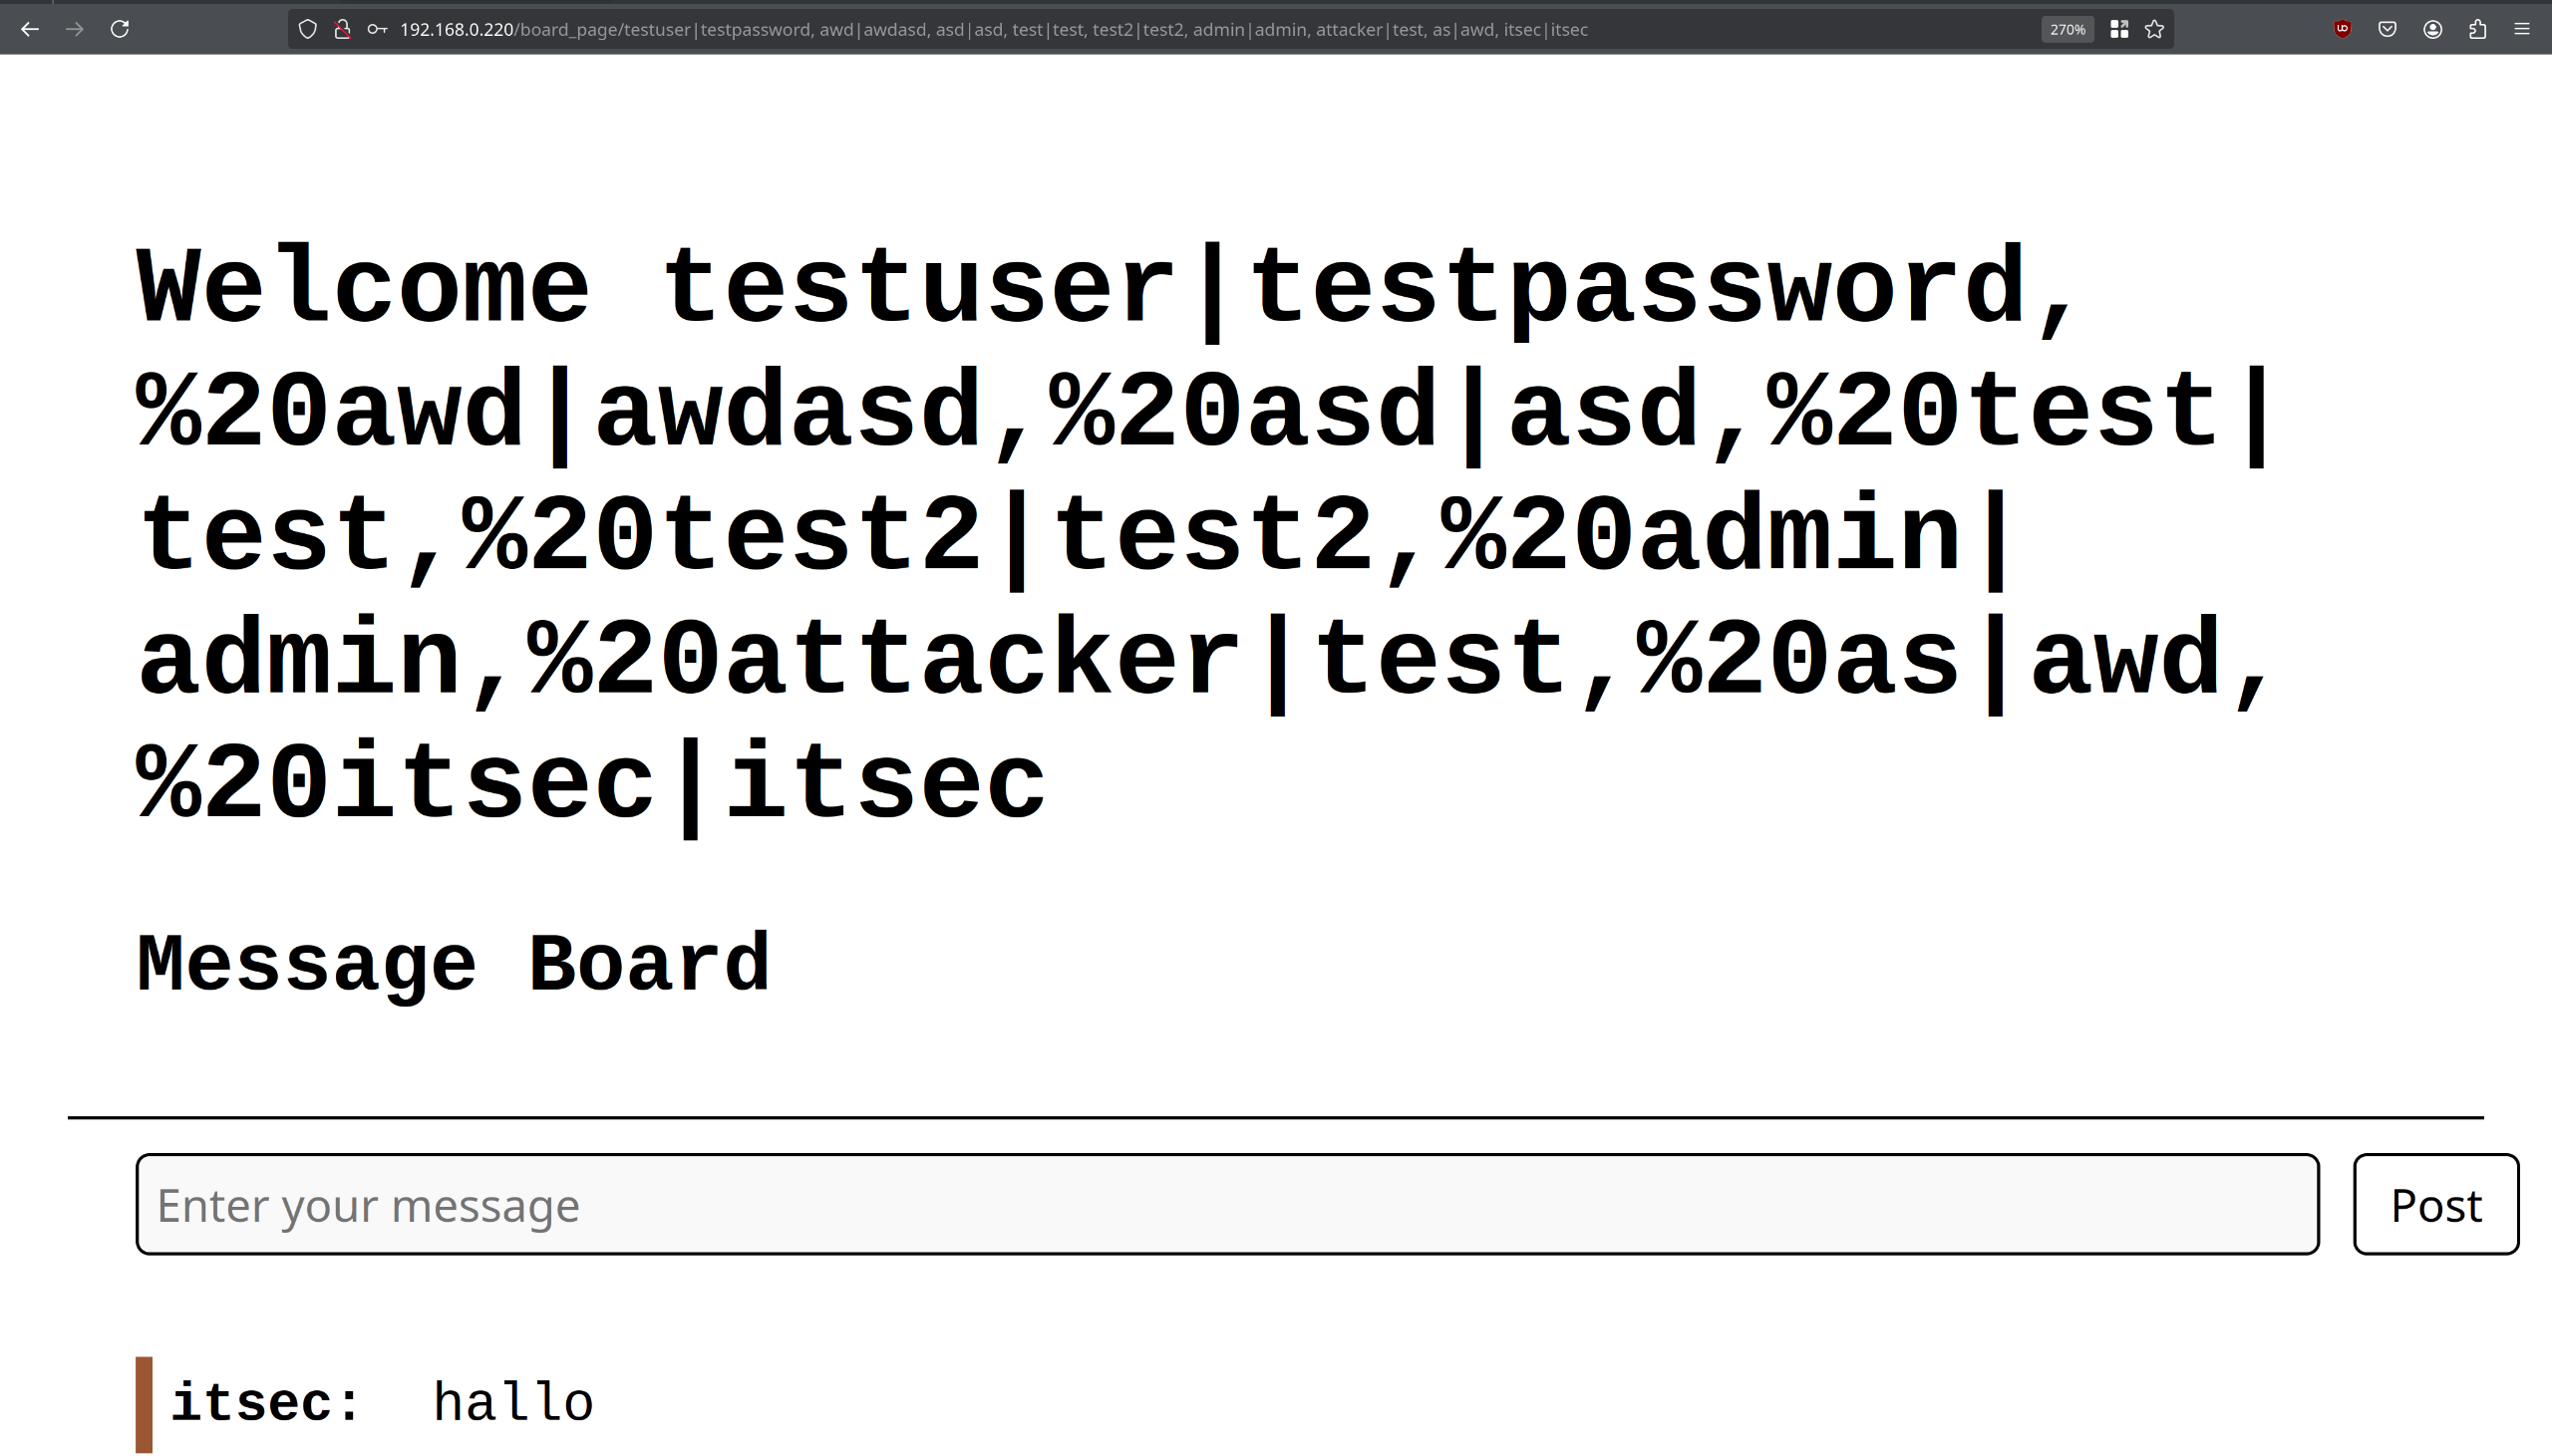 192.168.0.220/board_page/testuser|testpassword, awd|awdasd, asd|asd, test|test, test2|test2, admin|admin, attacker|test, as|awd, itsec|itsec
270%
Welcome testuser|testpassword,
%20awd|awdasd,%20asd|asd,%20test|
test,%20test2|test2,%20admin|
admin,%20attacker|test,%20as|awd,
%20itsec|itsec
Message Board
Enter your message
Post
itsec: hallo